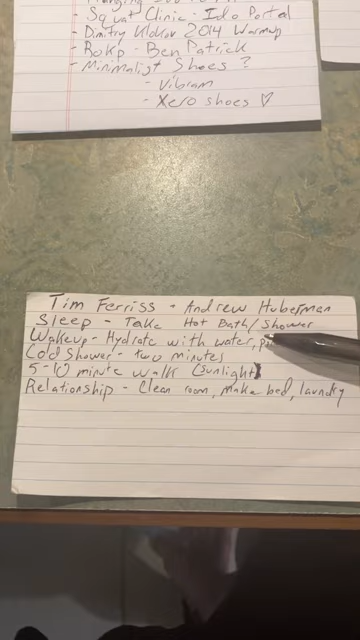 - Squat Clinic - Ido Portal
- Dmitry Klokov 2014 Warmup
- ROKP - Ben Patrick
- Minimalist Shoes ?
- Vibram
- Xero shoes ♡
Tim Ferriss - Andrew Huberman
Sleep - Take Hot Bath/Shower
Wakeup - Hydrate with water,
Cold Shower - two minutes
5-10 minute walk (sunlight)
Relationship - Clean room, make bed, laundry